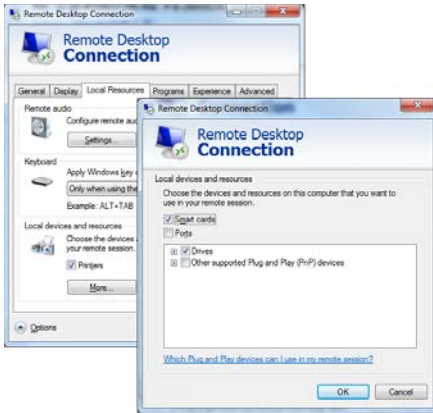 Remote Desktop Connection
Remote Desktop
Connection
General Display Local Resources Programs Experience Advanced
Remote audio
Configure remote au
Settings...
Keyboard
Apply Windows key
Only when using the
Example: ALT+TAB
Local devices and resources
Choose the devices
your remote session.
Printers
More...
Options
Remote Desktop Connection
Remote Desktop
Connection
Local devices and resources
Choose the devices and resources on this computer that you want to
use in your remote session.
Smart cards
Ports
Drives
Other supported Plug and Play (PnP) devices
Which Plug and Play devices can I use in my remote session?
OK Cancel